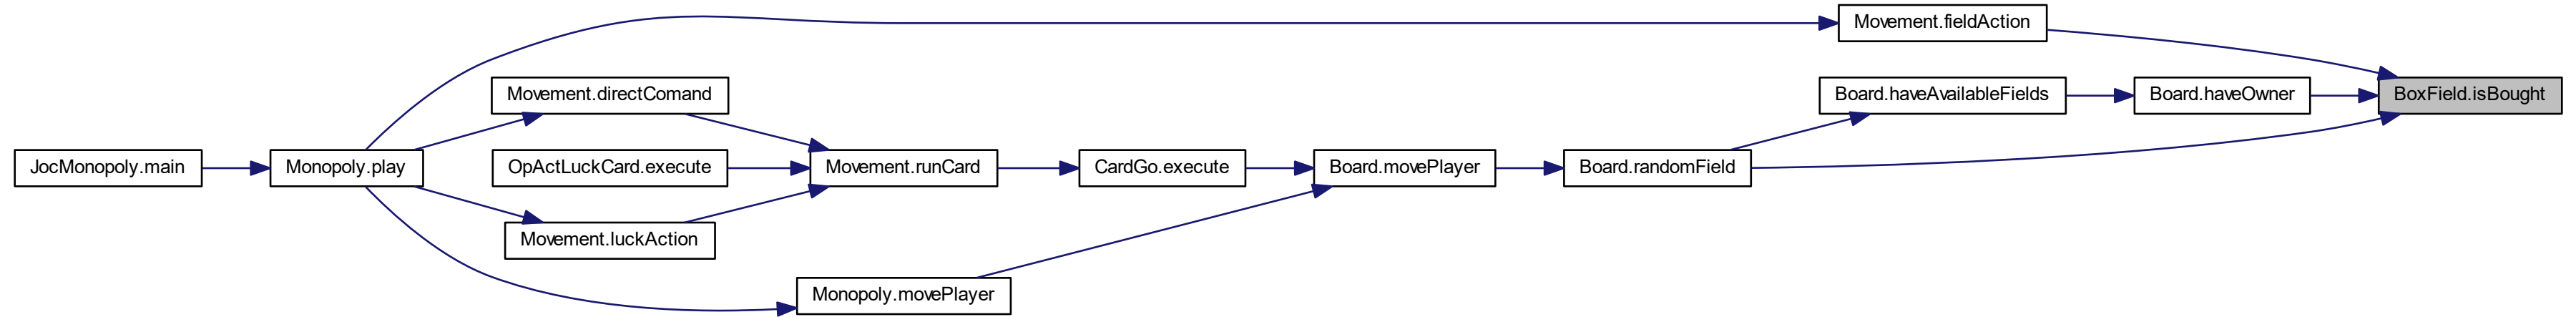 Movement.fieldAction
Movement.directComand
Board.haveAvailableFields
Board.haveOwner
BoxField.isBought
JocMonopoly.main
Monopoly.play
OpActLuckCard.execute
Movement.runCard
CardGo.execute
Board.movePlayer
Board.randomField
Movement.luckAction
Monopoly.movePlayer